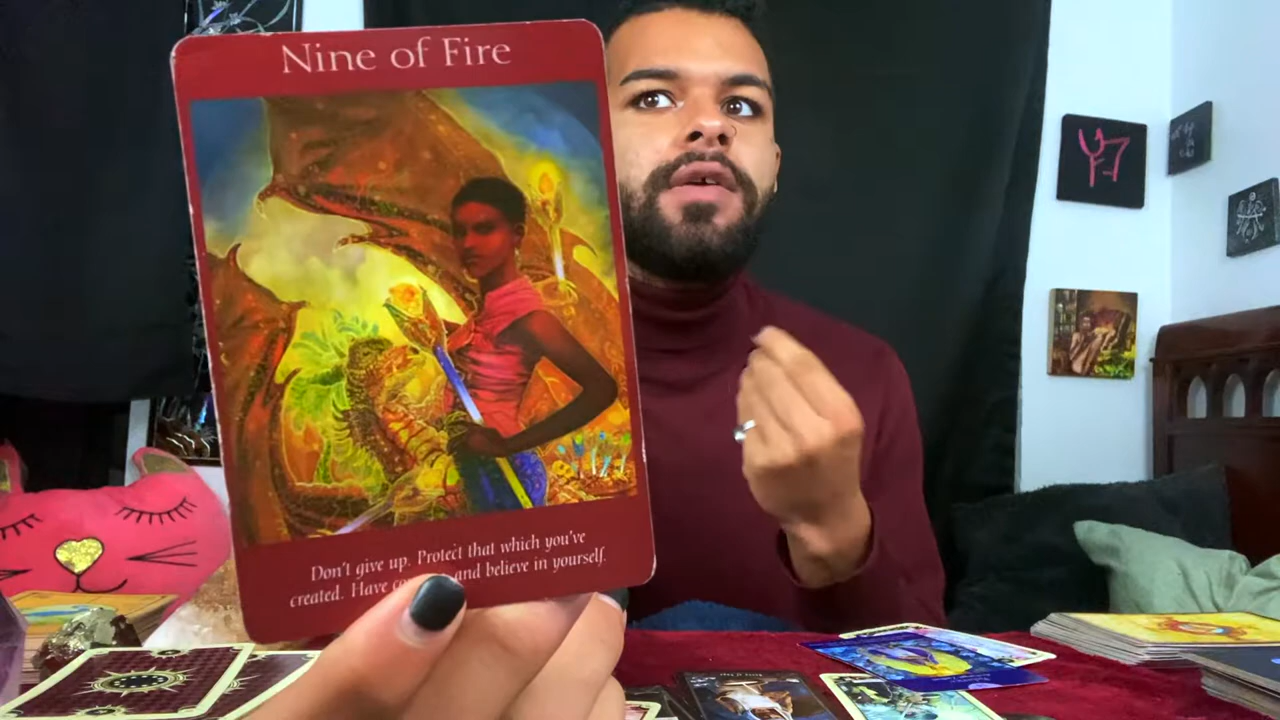 Nine of Fire
Don't give up. Protect that which you've
created. Have and believe in yourself.